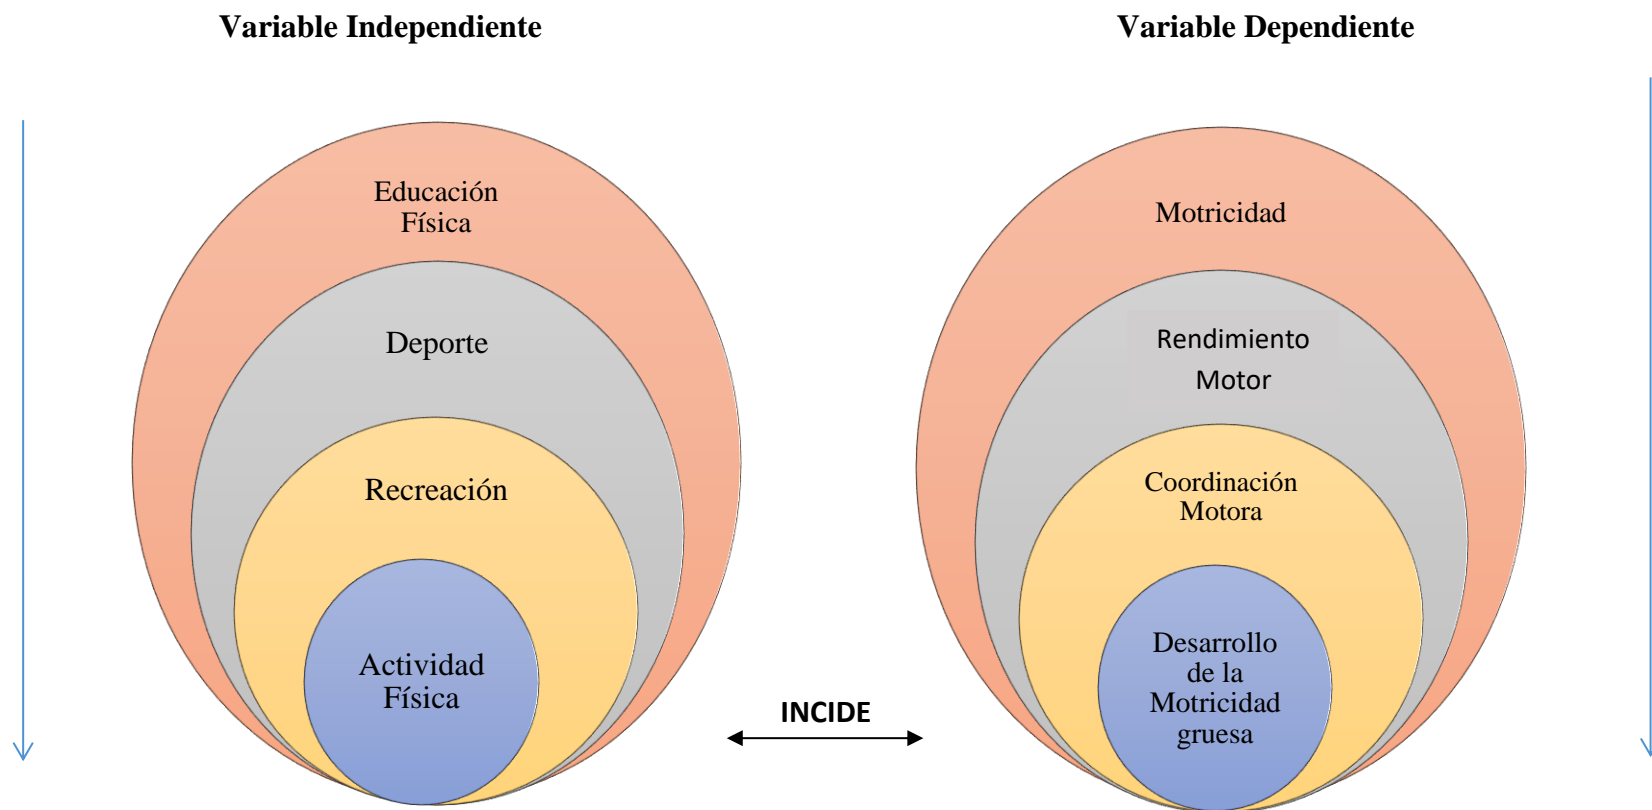 Variable Independiente
Variable Dependiente
Educación
Física
Deporte
Recreación
Actividad
Física
INCIDE
Motricidad
Rendimiento
Motor
Coordinación
Motora
Desarrollo
de la
Motricidad
gruesa